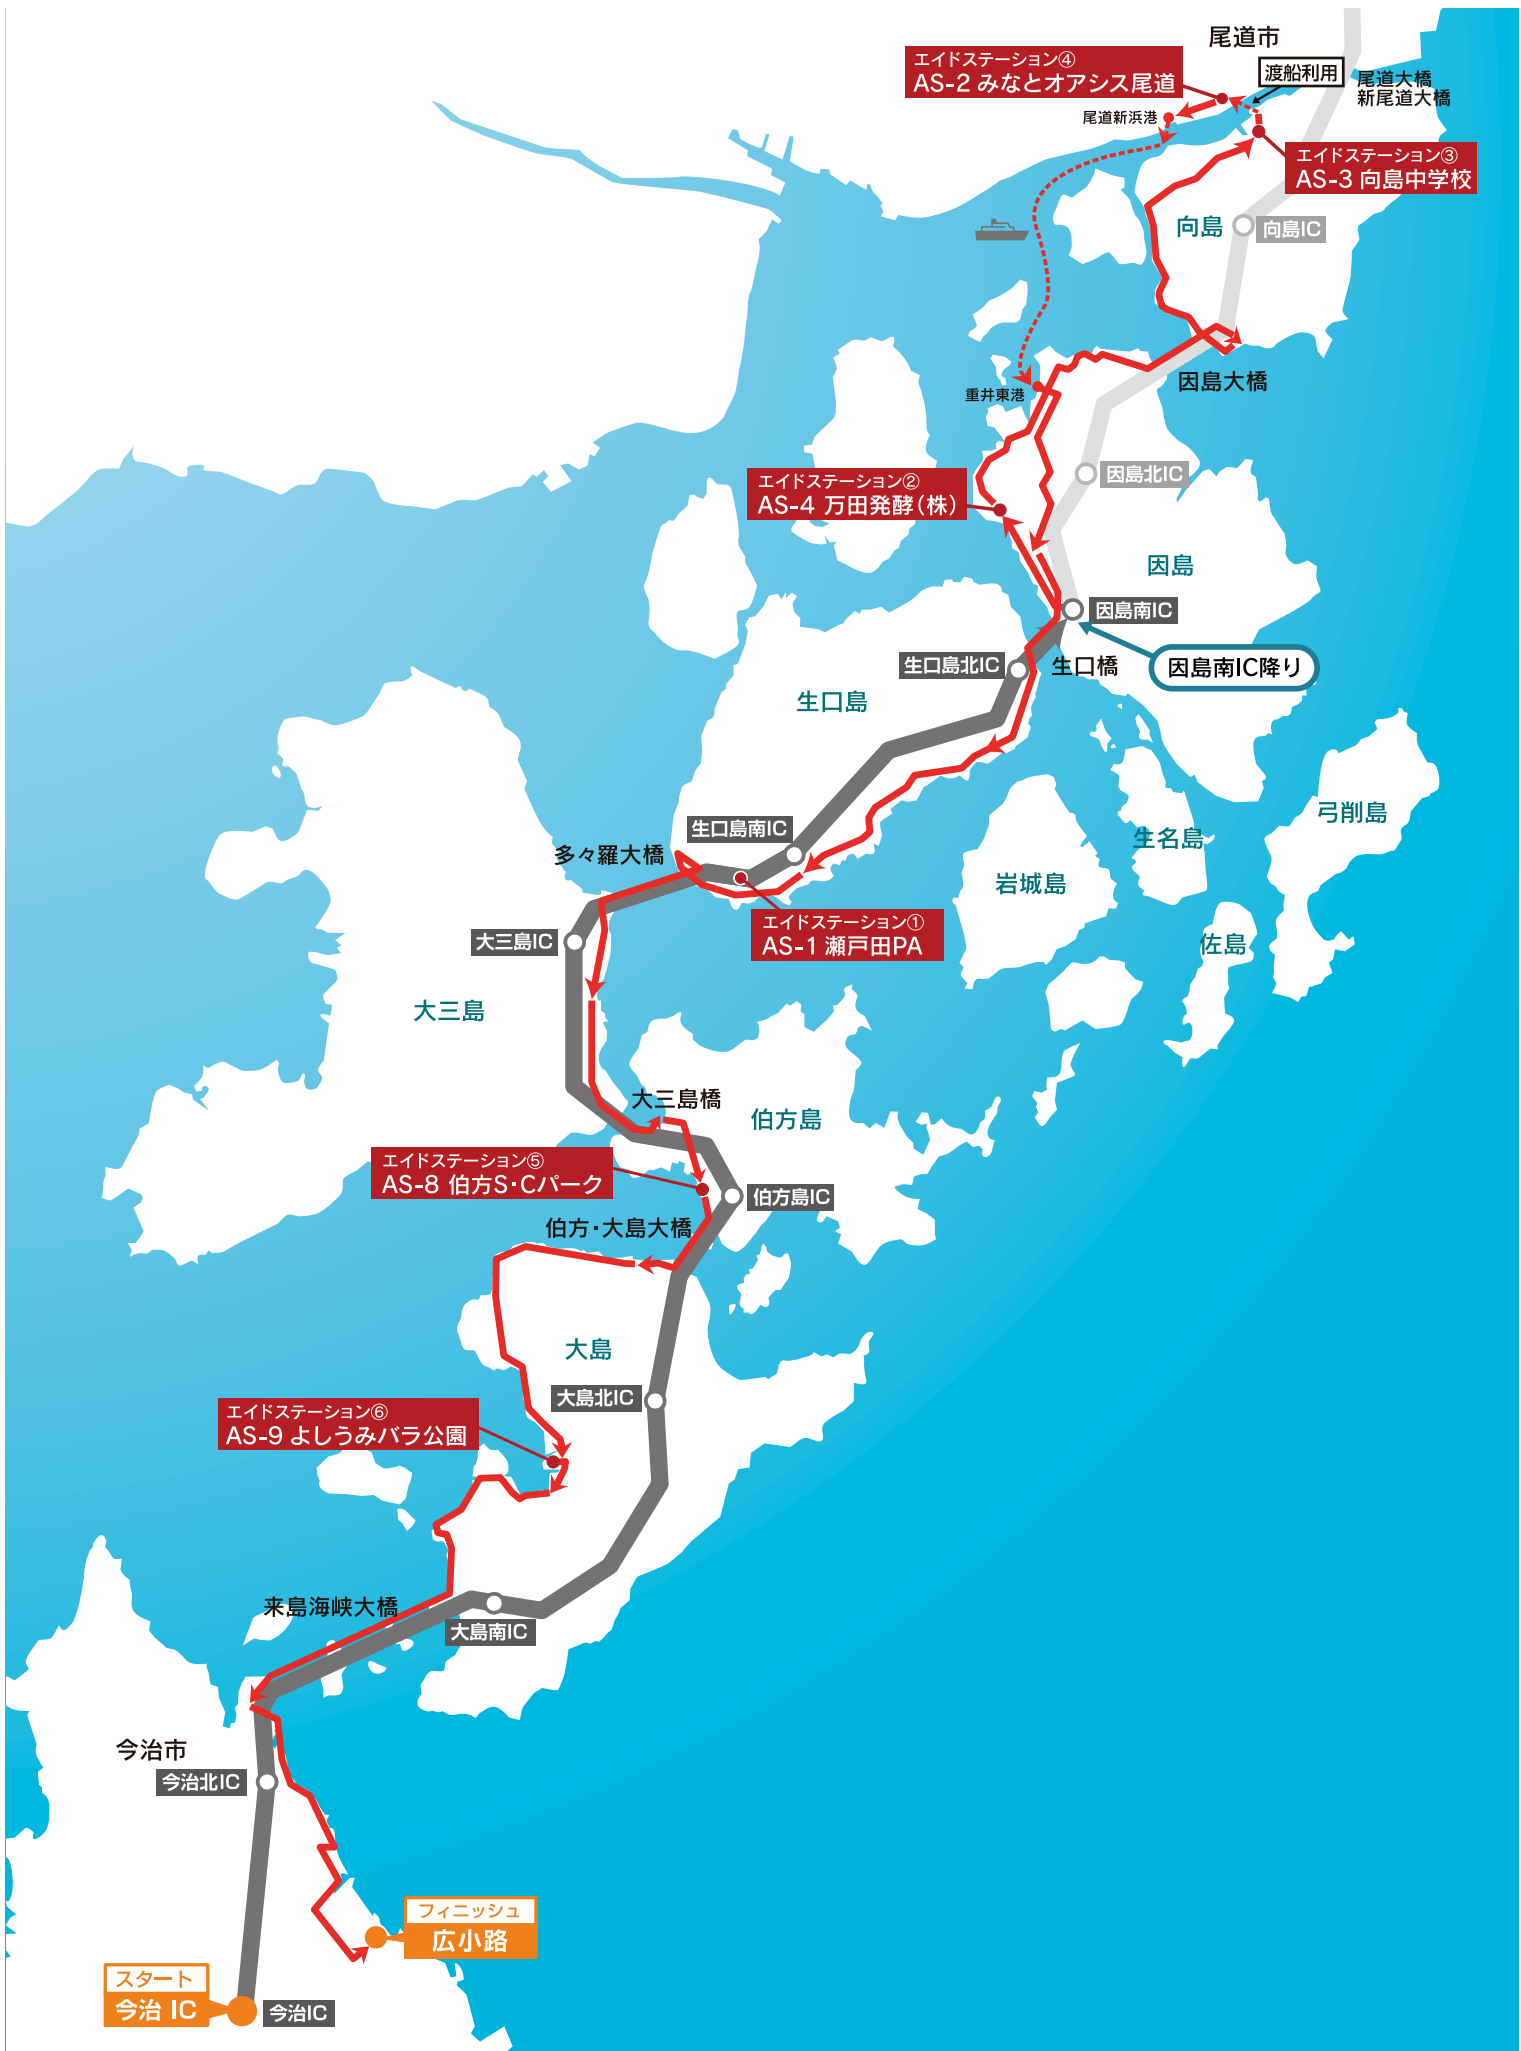 尾道市
エイドステーション④
AS-2 みなとオアシス尾道
渡船利用
尾道大橋
新尾道大橋
尾道新浜港
エイドステーション③
AS-3 向島中学校
向島
向島IC
因島大橋
重井東港
因島北IC
エイドステーション②
AS-4 万田発酵(株)
因島
因島南IC
生口島北IC
生口橋
因島南IC降り
生口島
弓削島
生口島南IC
生名島
多々羅大橋
岩城島
エイドステーション①
AS-1 瀬戸田PA
大三島IC
佐島
大三島
大三島橋
伯方島
エイドステーション⑤
AS-8 伯方S・Cパーク
伯方島IC
伯方・大島大橋
大島
大島北IC
エイドステーション⑥
AS-9 よしうみバラ公園
来島海峡大橋
大島南IC
今治市
今治北IC
フィニッシュ
広小路
スタート
今治 IC
今治IC